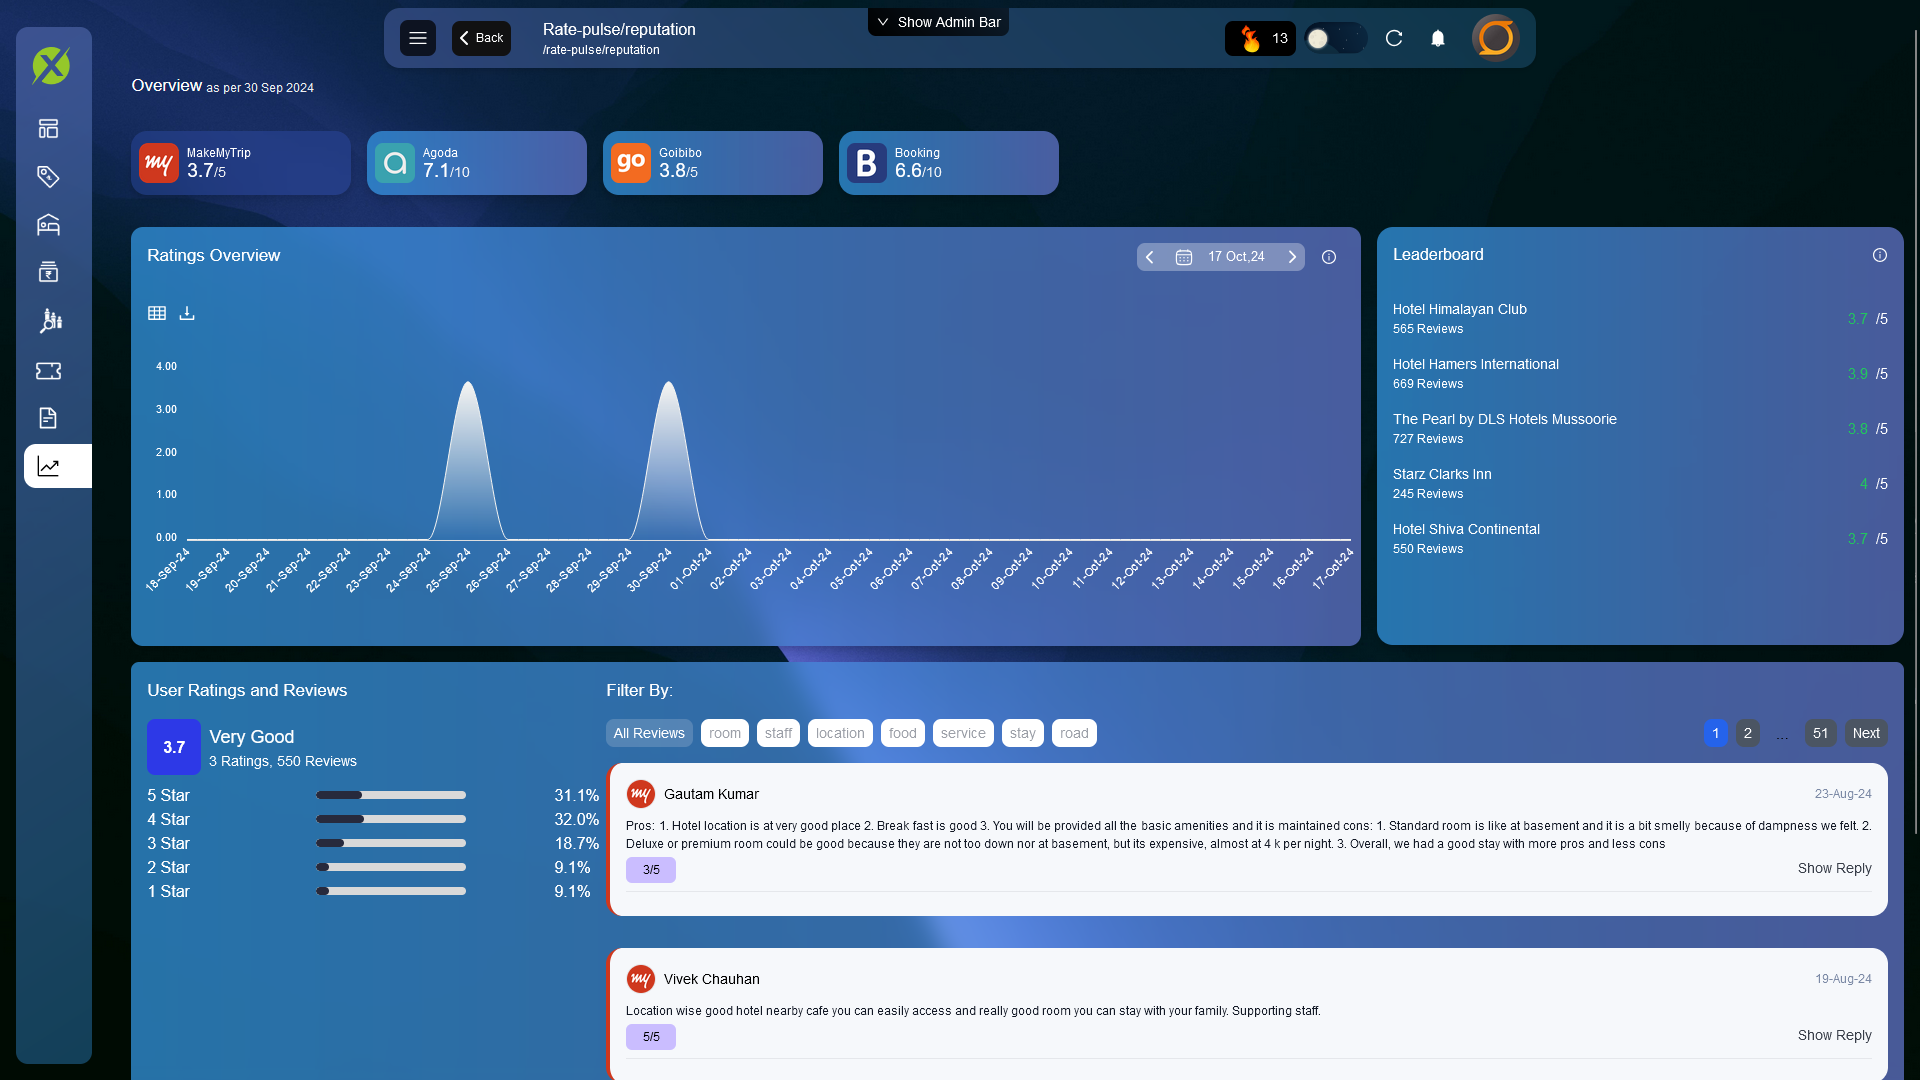 Show Admin Bar
Back
Rate-pulse/reputation
/rate-pulse/reputation
13
Overview as per 30 Sep 2024
my
MakeMyTrip
3.7/5
a
Agoda
7.1/10
go
Goibibo
3.8/5
B
Booking
6.6/10
Ratings Overview
17 Oct,24
4.00
3.00
2.00
1.00
0.00
18-Sep-24
19-Sep-24
20-Sep-24
21-Sep-24
22-Sep-24
23-Sep-24
24-Sep-24
25-Sep-24
26-Sep-24
27-Sep-24
28-Sep-24
29-Sep-24
30-Sep-24
01-Oct-24
02-Oct-24
03-Oct-24
04-Oct-24
05-Oct-24
06-Oct-24
07-Oct-24
08-Oct-24
09-Oct-24
10-Oct-24
11-Oct-24
12-Oct-24
13-Oct-24
14-Oct-24
15-Oct-24
16-Oct-24
17-Oct-24
Leaderboard
Hotel Himalayan Club
565 Reviews
3.7 /5
Hotel Hamers International
669 Reviews
3.9 /5
The Pearl by DLS Hotels Mussoorie
727 Reviews
3.8 /5
Starz Clarks Inn
245 Reviews
4 /5
Hotel Shiva Continental
550 Reviews
3.7 /5
User Ratings and Reviews
3.7
Very Good
3 Ratings, 550 Reviews
5 Star 31.1%
4 Star 32.0%
3 Star 18.7%
2 Star 9.1%
1 Star 9.1%
Filter By:
All Reviews room staff location food service stay road
1 2 ... 51 Next
my
Gautam Kumar
23-Aug-24
Pros: 1. Hotel location is at very good place 2. Break fast is good 3. You will be provided all the basic amenities and it is maintained cons: 1. Standard room is like at basement and it is a bit smelly because of dampness we felt. 2.
Deluxe or premium room could be good because they are not too down nor at basement, but its expensive, almost at 4 k per night. 3. Overall, we had a good stay with more pros and less cons
3/5
Show Reply
my
Vivek Chauhan
19-Aug-24
Location wise good hotel nearby cafe you can easily access and really good room you can stay with your family. Supporting staff.
5/5
Show Reply